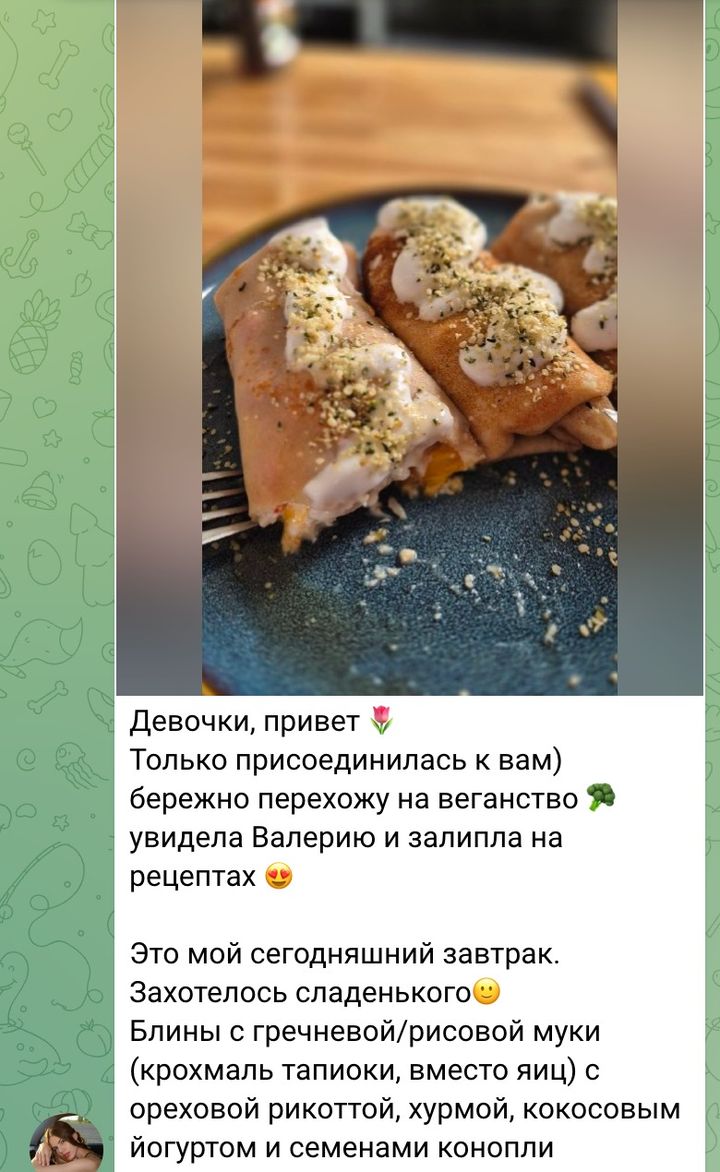 Девочки, привет 🌷
Только присоединилась к вам)
бережно перехожу на веганство 🥦
увидела Валерию и залипла на
рецептах 😍
Это мой сегодняшний завтрак.
Захотелось сладенького🙂
Блины с гречневой/рисовой муки
(крохмаль тапиоки, вместо яиц) с
ореховой рикоттой, хурмой, кокосовым
йогуртом и семенами конопли